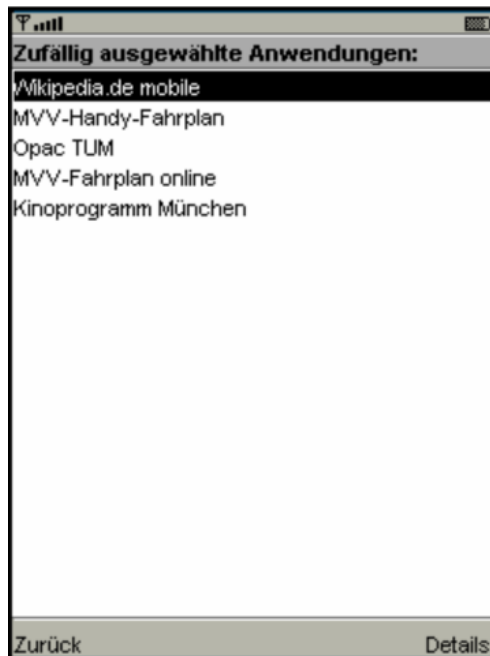 Zufällig ausgewählte Anwendungen:
Wikipedia.de mobile
MVV-Handy-Fahrplan
Opac TUM
MVV-Fahrplan online
Kinoprogramm München
Zurück Details